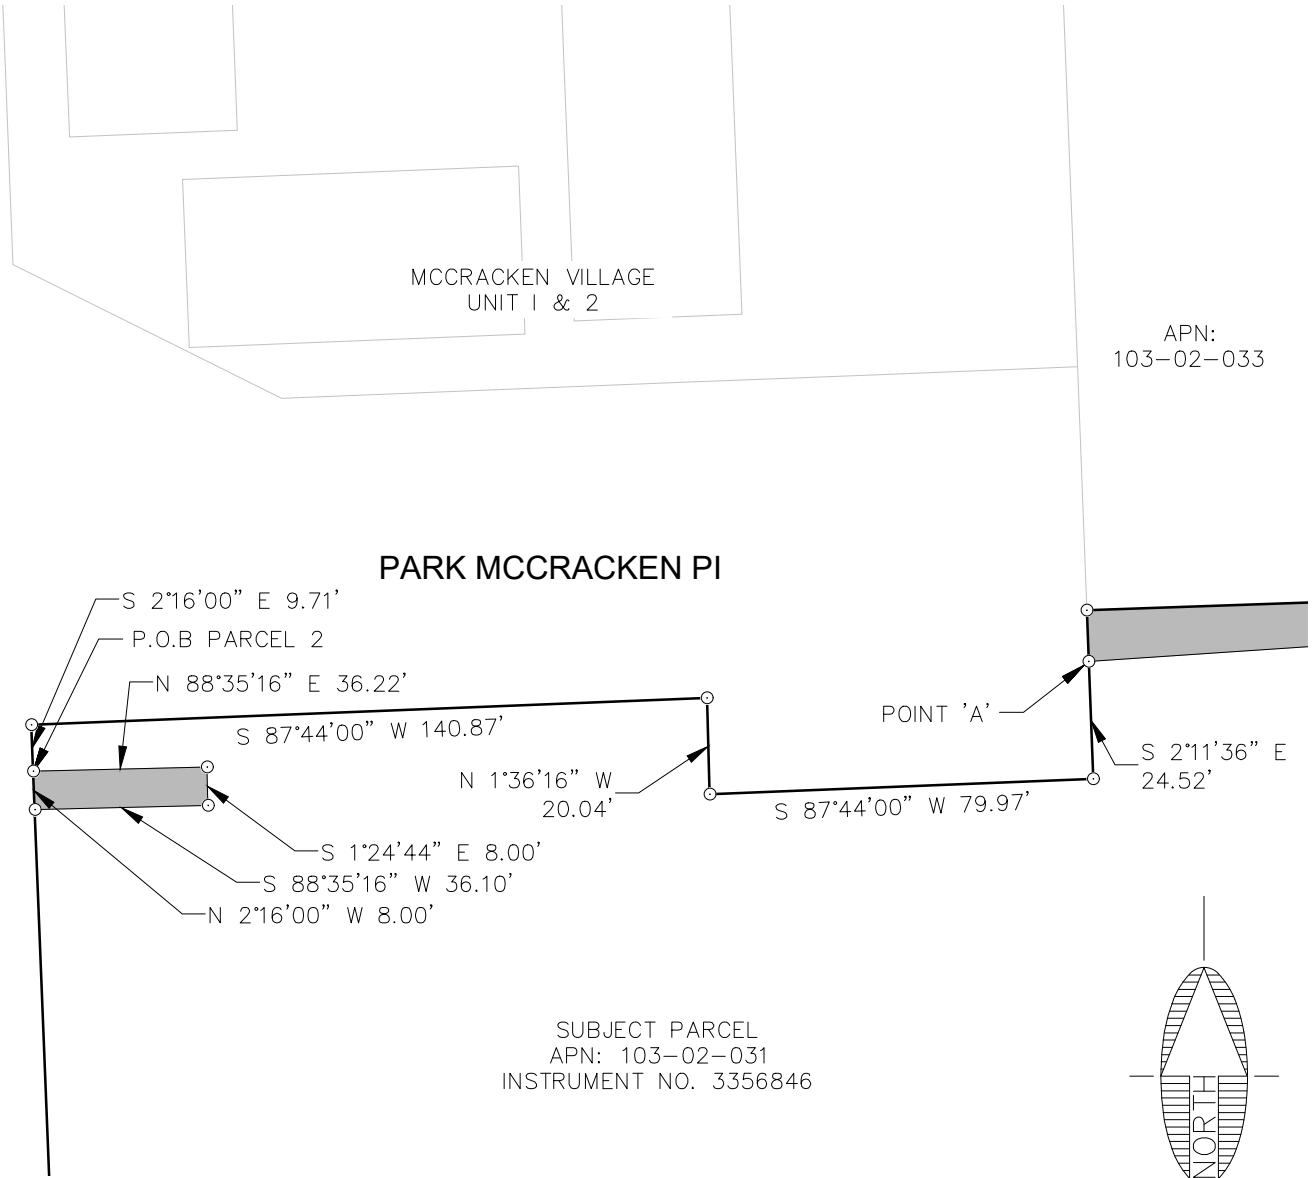 MCCRACKEN VILLAGE
UNIT 1 & 2
APN:
103-02-033
PARK MCCRACKEN Pl
S 2°16'00" E 9.71'
P.O.B PARCEL 2
N 88°35'16" E 36.22'
S 87°44'00" W 140.87'
POINT 'A'
N 1°36'16" W
20.04'
S 2°11'36" E
24.52'
S 87°44'00" W 79.97'
S 1°24'44" E 8.00'
S 88°35'16" W 36.10'
N 2°16'00" W 8.00'
SUBJECT PARCEL
APN: 103-02-031
INSTRUMENT NO. 3356846
NORTH